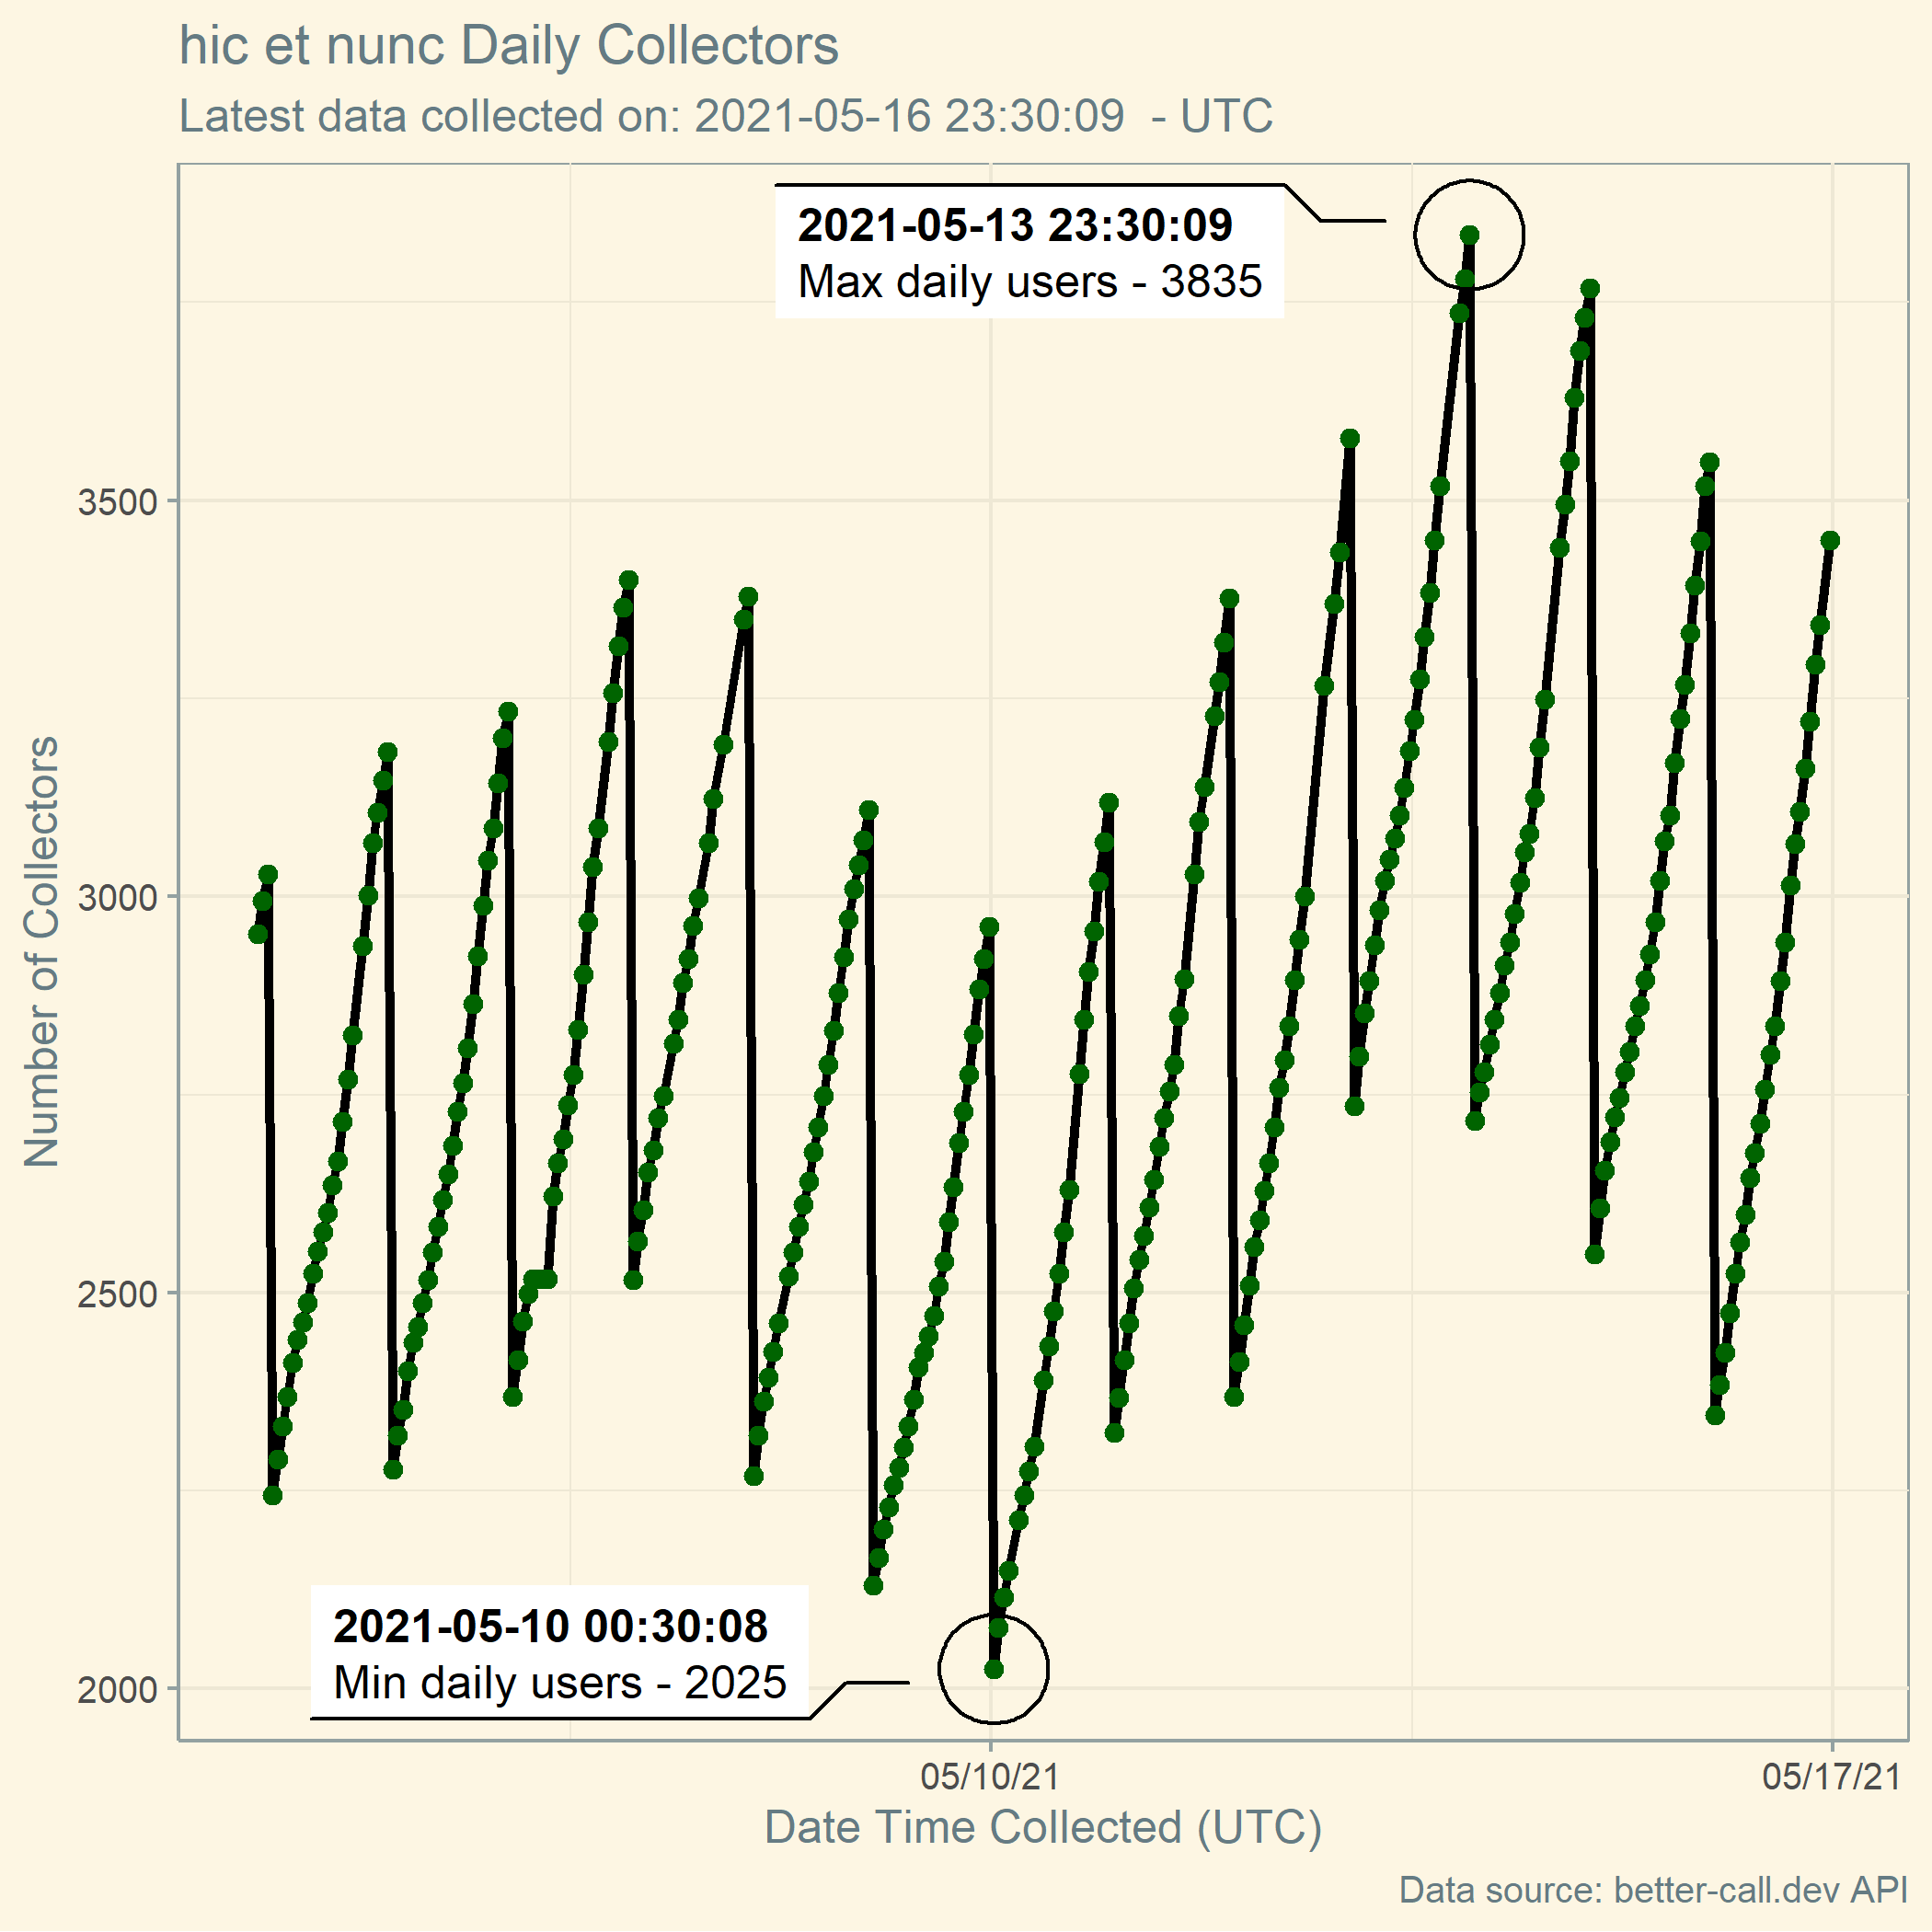 hic et nunc Daily Collectors
Latest data collected on: 2021-05-16 23:30:09  - UTC
2021-05-13 23:30:09
Max daily users - 3835
3500
3000
2500
2000
Number of Collectors
2021-05-10 00:30:08
Min daily users - 2025
05/10/21
05/17/21
Date Time Collected (UTC)
Data source: better-call.dev API